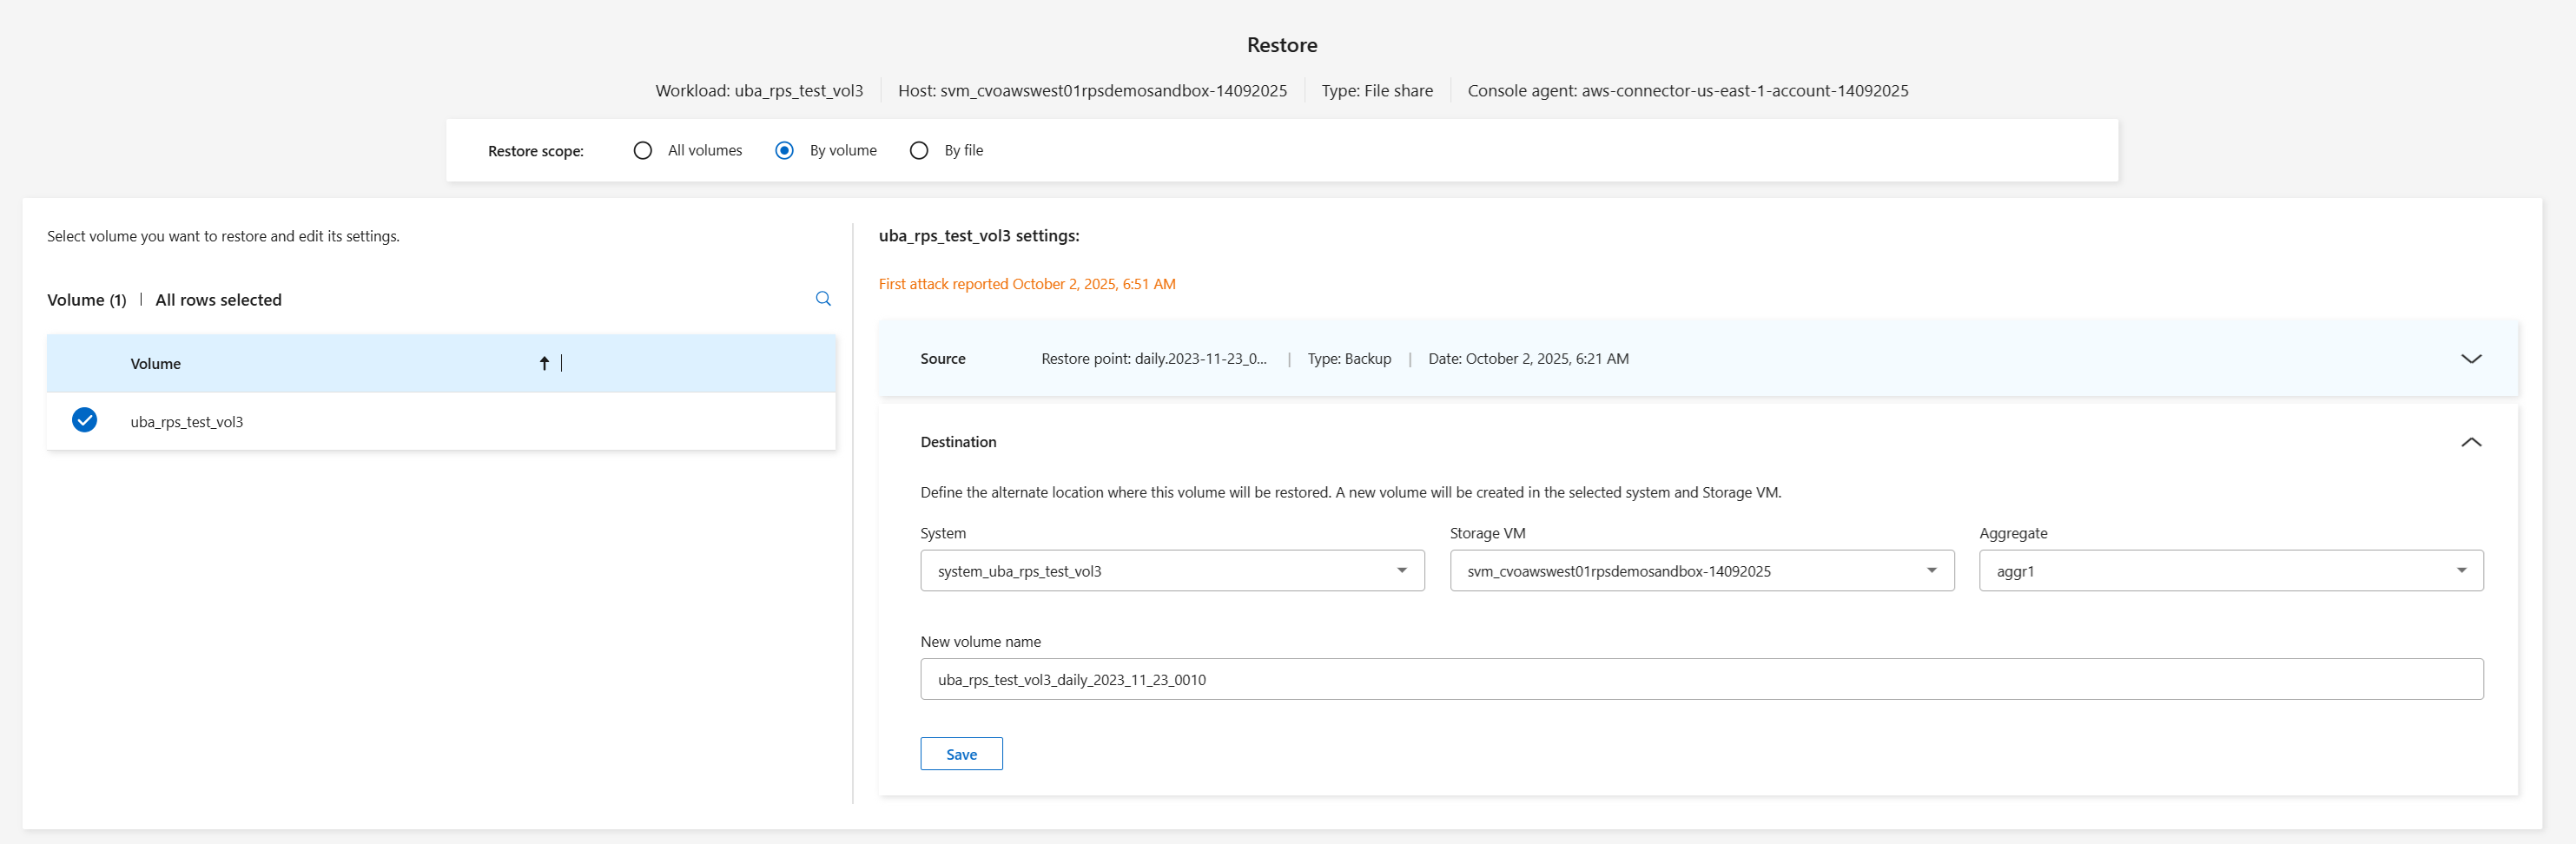 Restore
Workload: uba_rps_test_vol3 | Host: svm_cvoawswest01rpsdemosandbox-14092025 | Type: File share | Console agent: aws-connector-us-east-1-account-14092025
Restore scope: All volumes By volume By file
Select volume you want to restore and edit its settings.
Volume (1) | All rows selected
Volume
uba_rps_test_vol3
uba_rps_test_vol3 settings:
First attack reported October 2, 2025, 6:51 AM
Source Restore point: daily.2023-11-23_0... | Type: Backup | Date: October 2, 2025, 6:21 AM
Destination
Define the alternate location where this volume will be restored. A new volume will be created in the selected system and Storage VM.
System Storage VM Aggregate
system_uba_rps_test_vol3 svm_cvoawswest01rpsdemosandbox-14092025 aggr1
New volume name
uba_rps_test_vol3_daily_2023_11_23_0010
Save